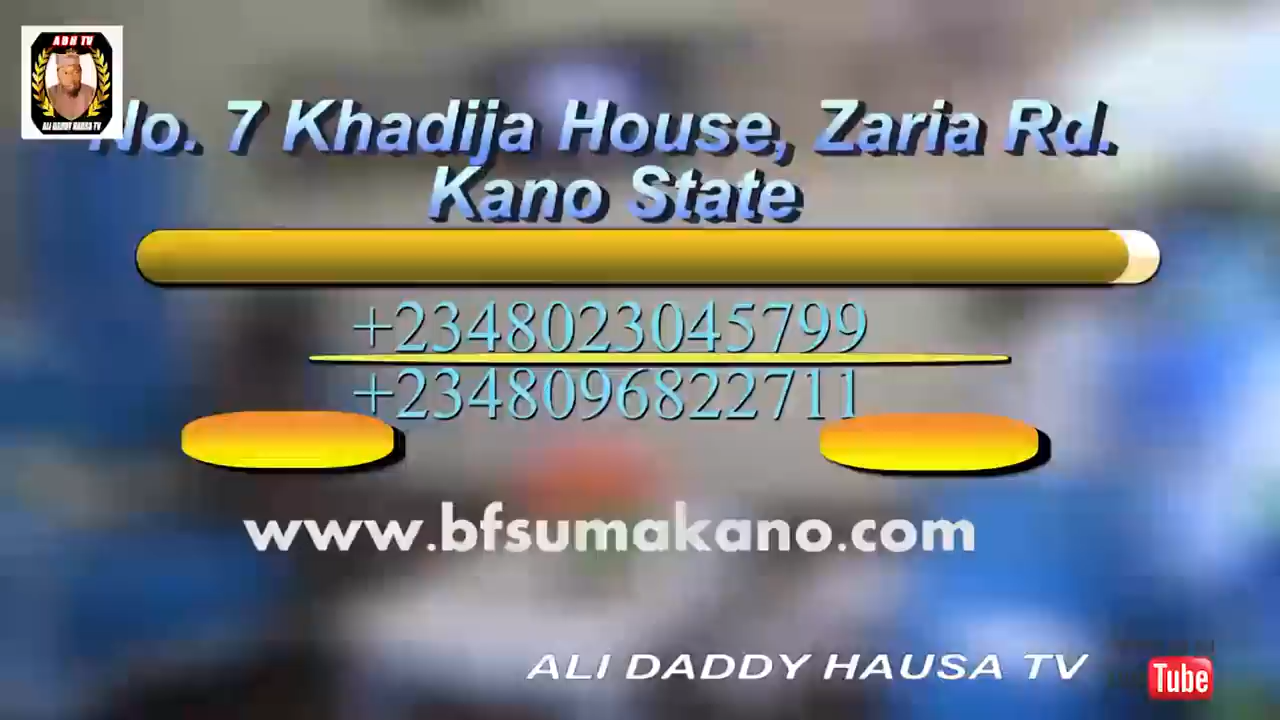 ADH TV
ALI DADDY HAUSA TV
No. 7 Khadija House, Zaria Rd.
Kano State
+2348023045799
+2348096822711
www.bfsumakano.com
ALI DADDY HAUSA TV
Tube